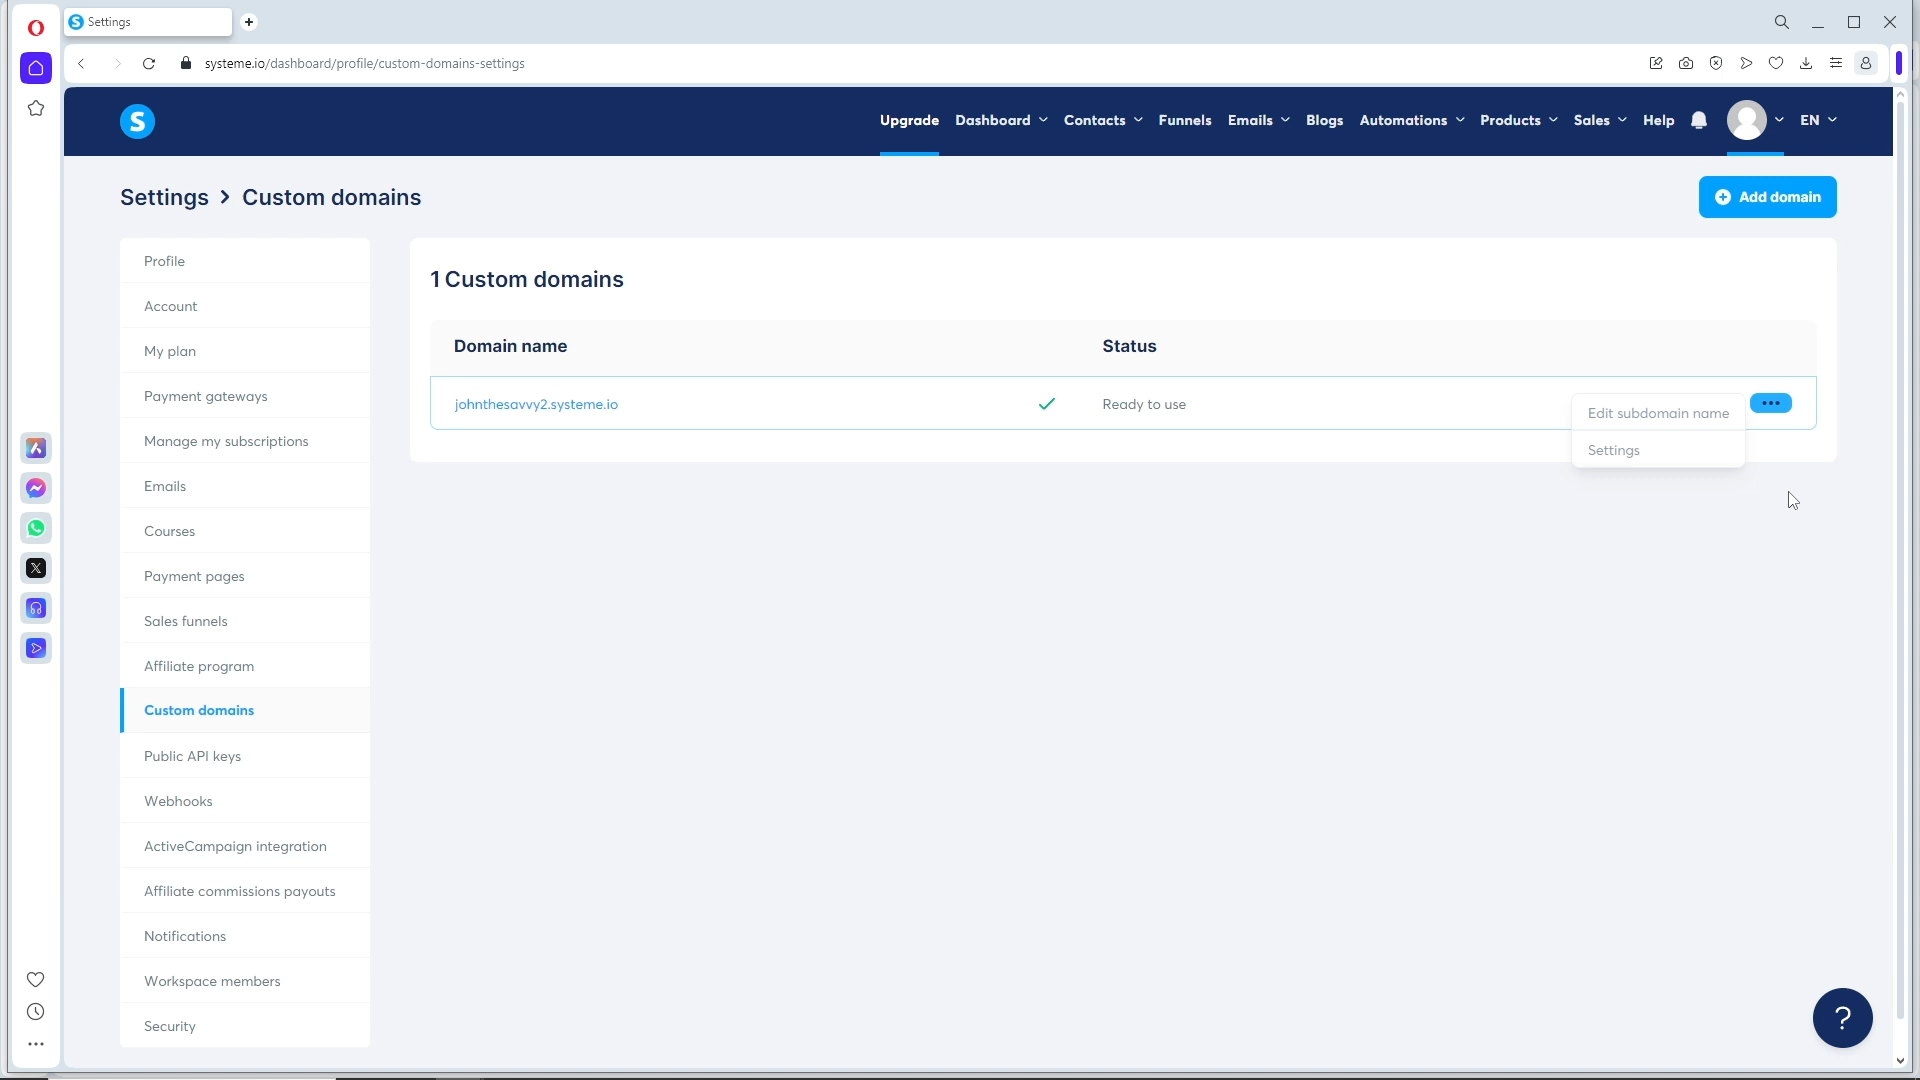 Settings
systeme.io/dashboard/profile/custom-domains-settings
S
Upgrade Dashboard Contacts Funnels Emails Blogs Automations Products Sales Help EN
Settings > Custom domains
Add domain
Profile
Account
My plan
Payment gateways
Manage my subscriptions
Emails
Courses
Payment pages
Sales funnels
Affiliate program
Custom domains
Public API keys
Webhooks
ActiveCampaign integration
Affiliate commissions payouts
Notifications
Workspace members
Security
1 Custom domains
Domain name Status
johnthesavvy2.systeme.io Ready to use
Edit subdomain name
Settings
?